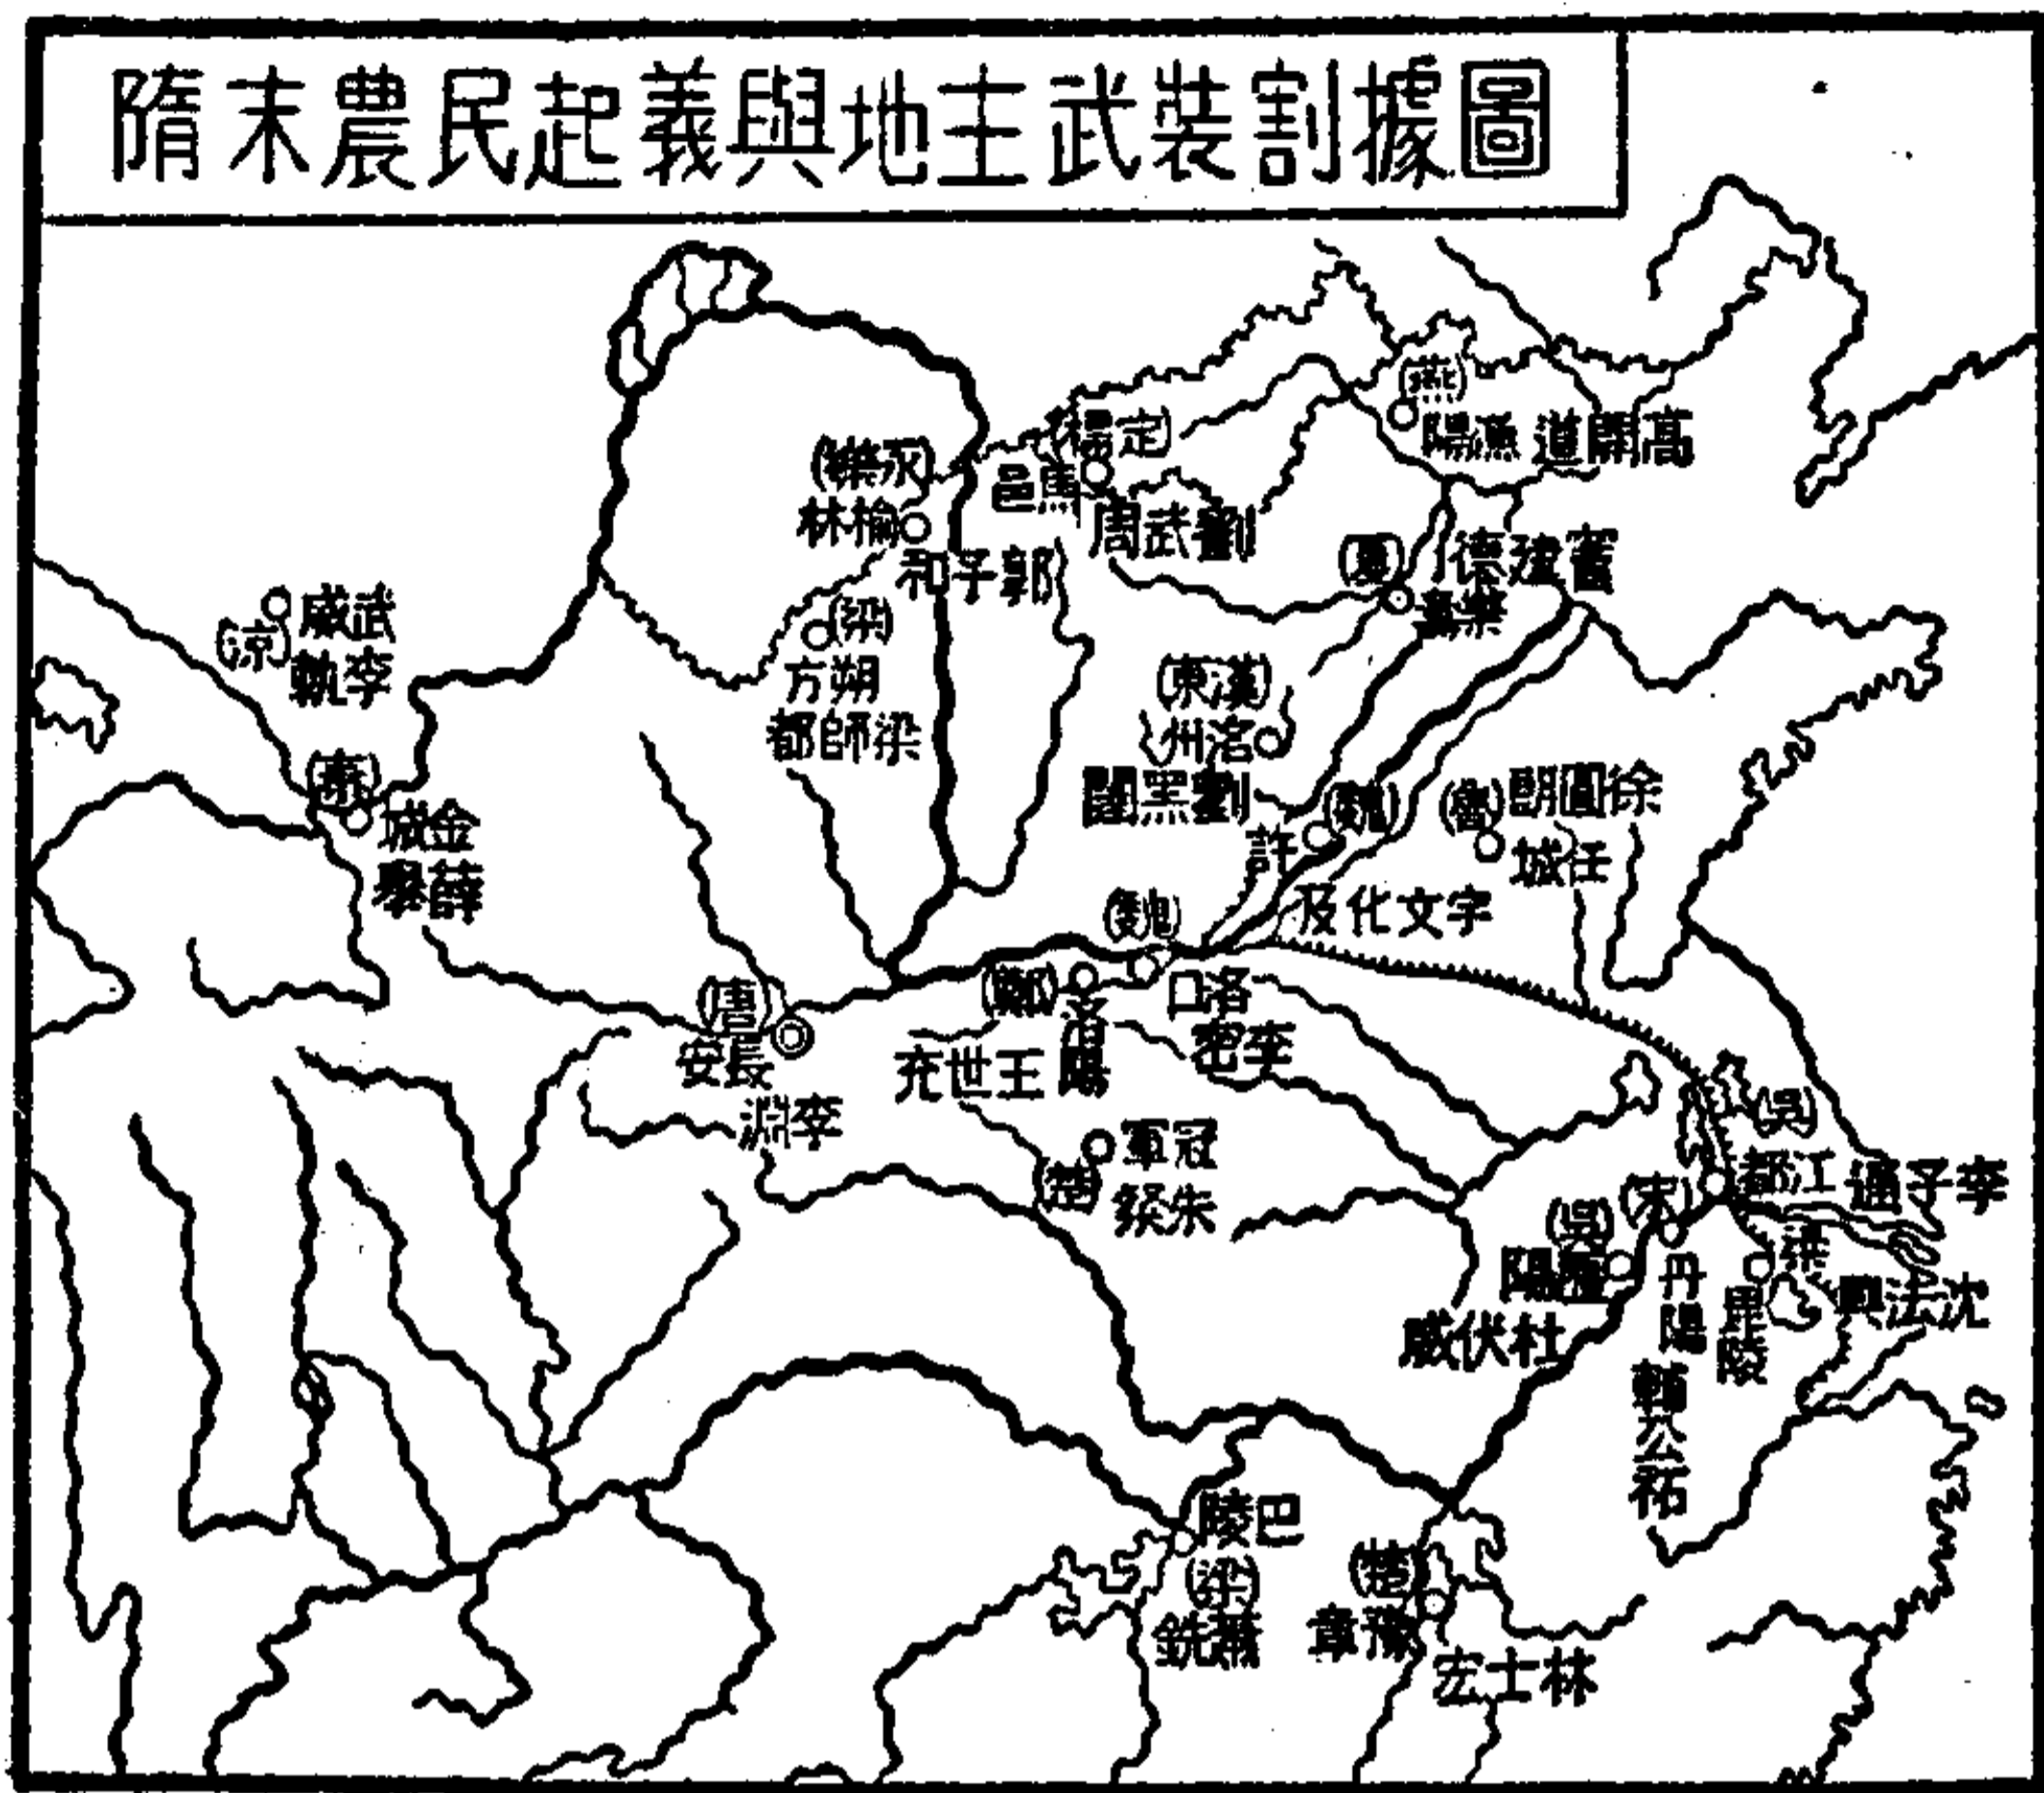 隋末農民起義與地主武裝割據圖
(燕)
漁陽
高開道
(定楊)
馬邑
劉武周
(永樂)
榆林
郭子和
(夏)
竇建德
樂壽
武威
(涼)
李軌
(梁)
朔方
梁師都
(漢東)
洺州
劉黑闥
(秦)
金城
薛舉
(魏)
許
宇文化及
(魯)
徐圓朗
任城
(魏)
洛口
李密
(鄭)
洛陽
王世充
(唐)
長安
李淵
冠軍
(楚)
朱粲
(吳)
江都
李子通
(宋)
丹陽
輔公祐
(吳)
歷陽
杜伏威
梁
毘陵
沈法興
巴陵
(梁)
蕭銑
(楚)
豫章
林士宏